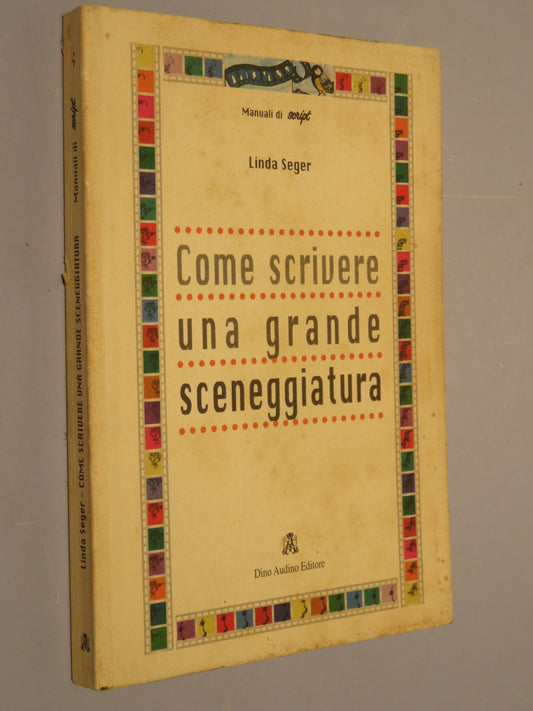 Manuali di script
Linda Seger
Come scrivere
una grande
sceneggiatura
Dino Audino Editore
Linda Seger – COME SCRIVERE UNA GRANDE SCENEGGIATURA Manuali di script